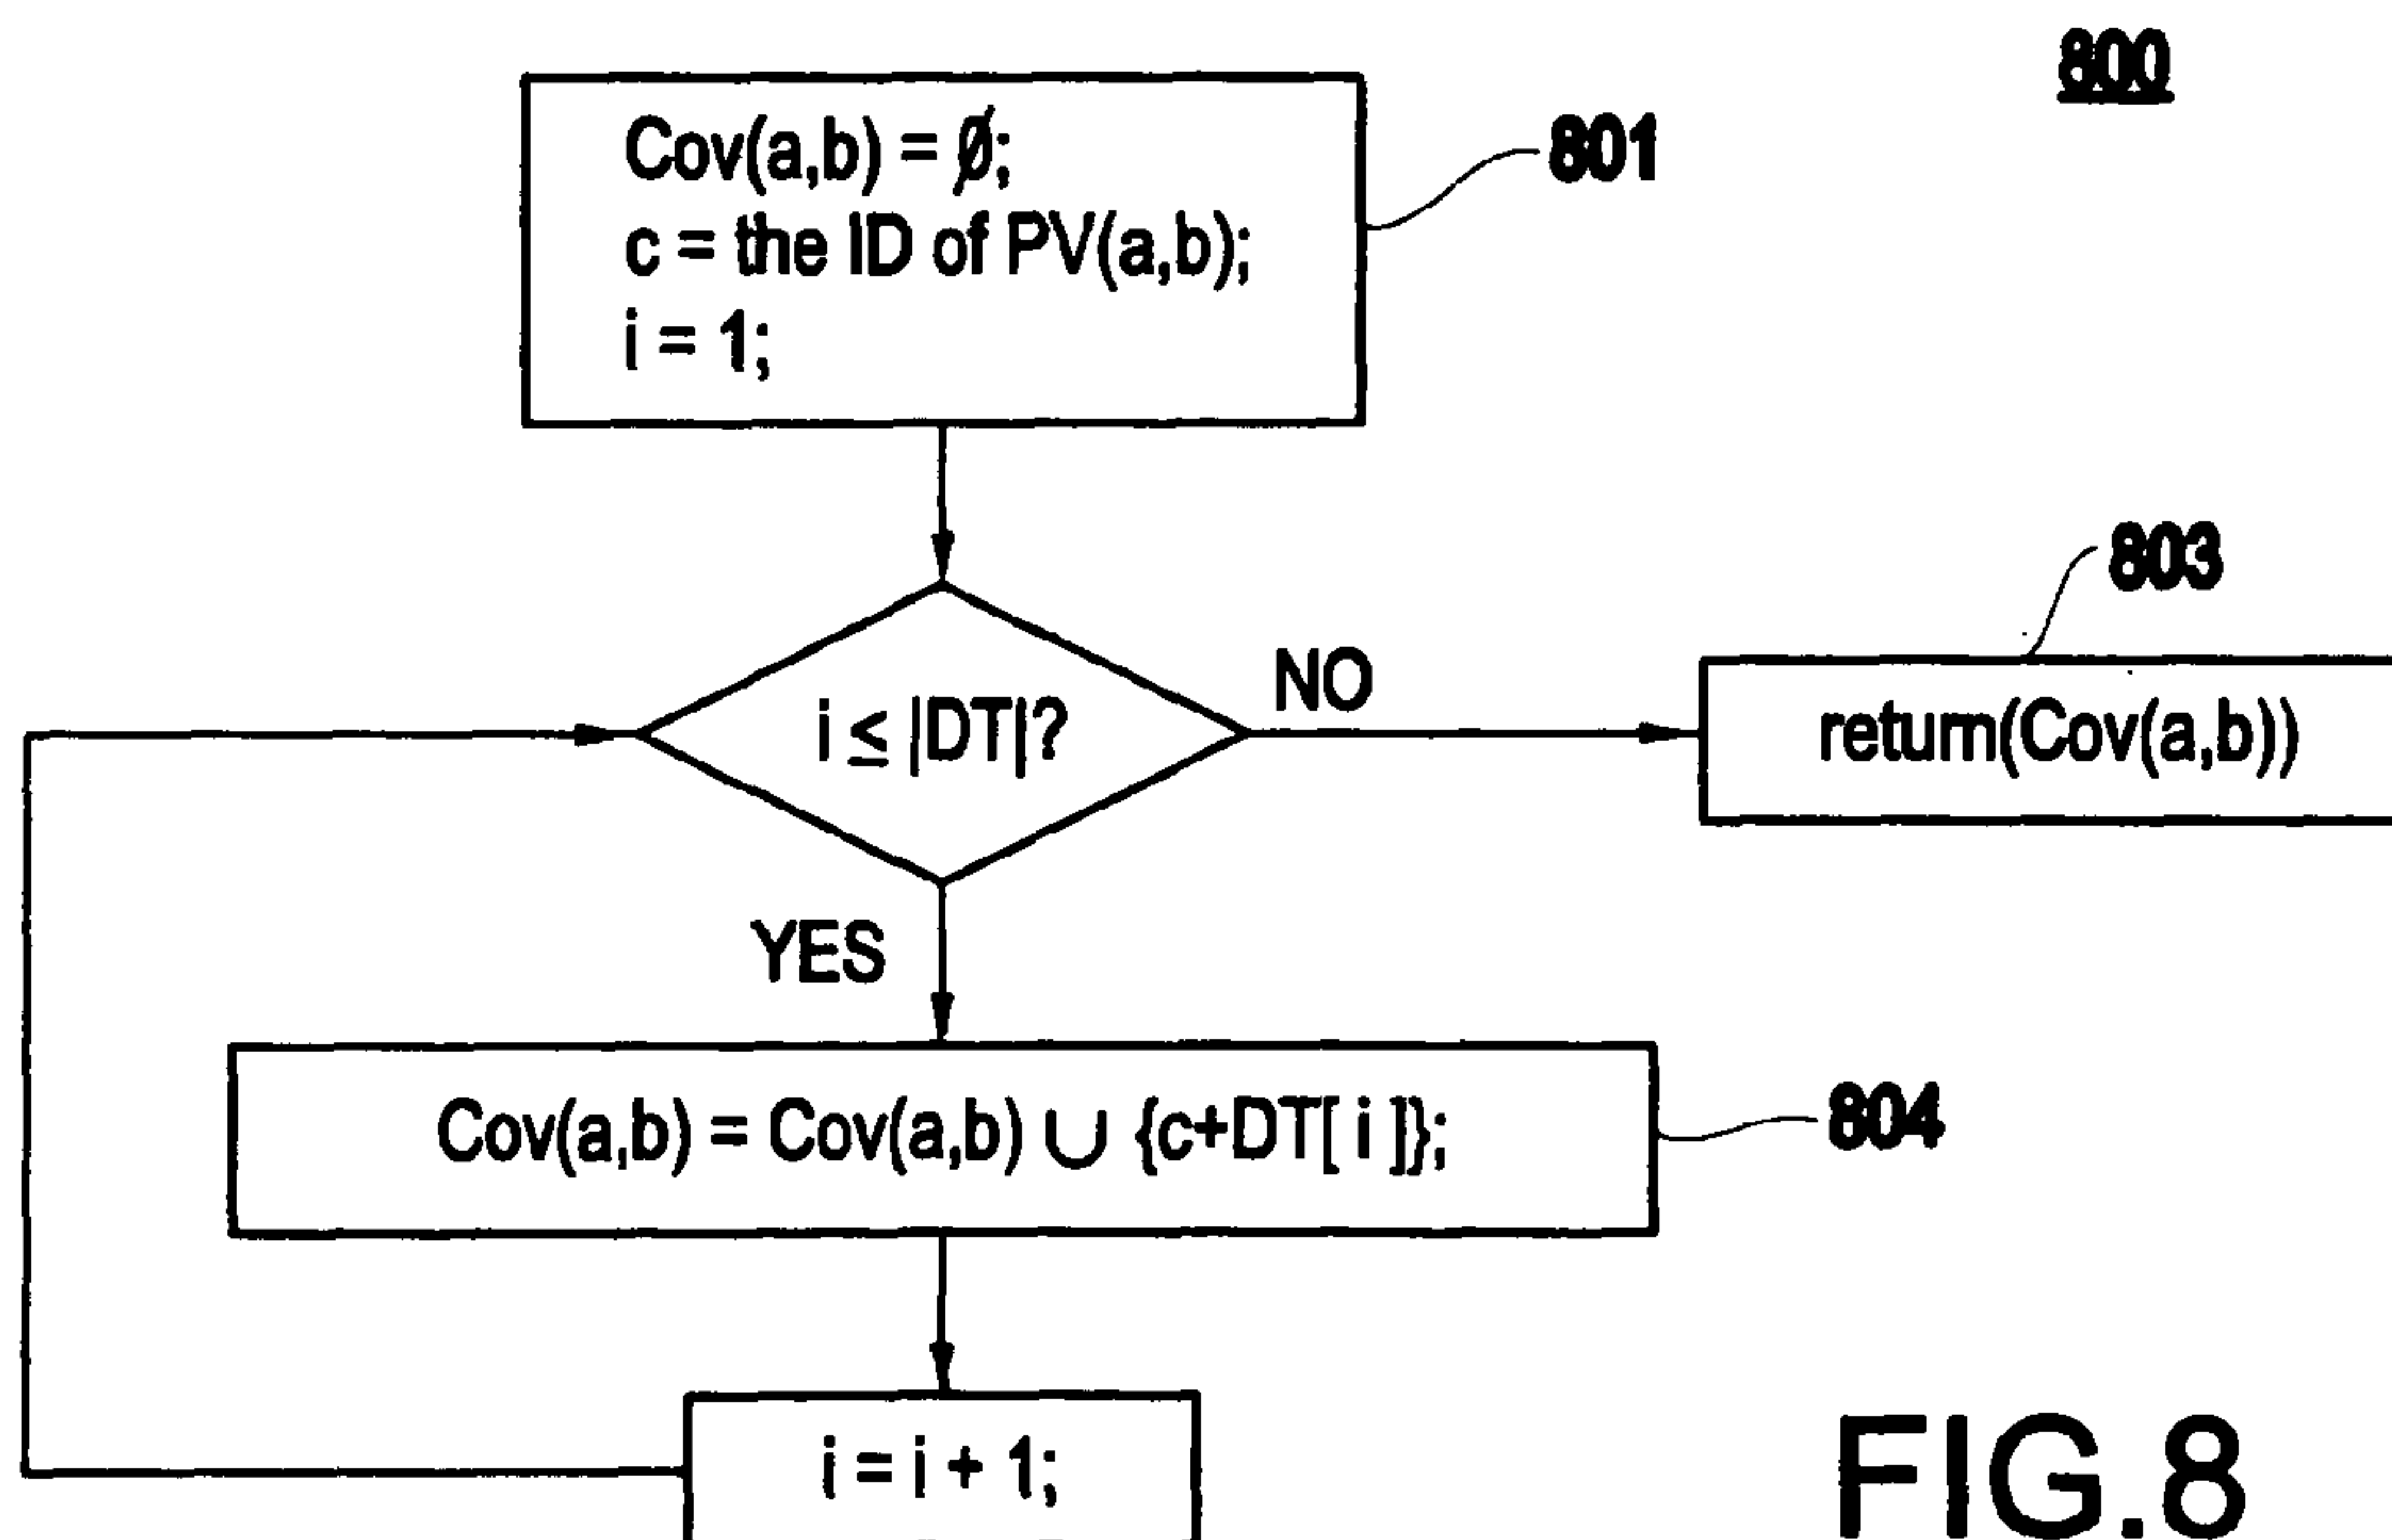 800
Cov(a,b) = ø;
c = the ID of PV(a,b);
i = 1;
801
803
i ≤ |DT|?
NO
return(Cov(a,b))
YES
Cov(a,b) = Cov(a,b) ∪ {c+DT[ i ]};
804
i = i + 1;
FIG.8